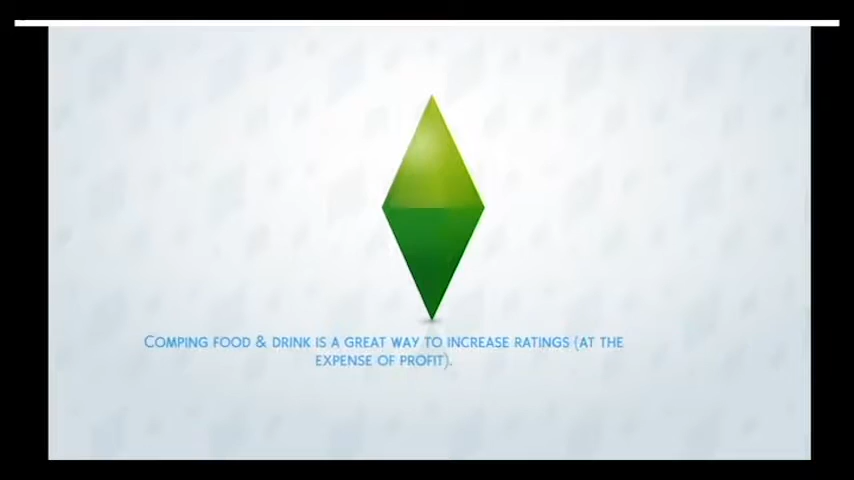 Comping food & drink is a great way to increase ratings (at the
expense of profit).